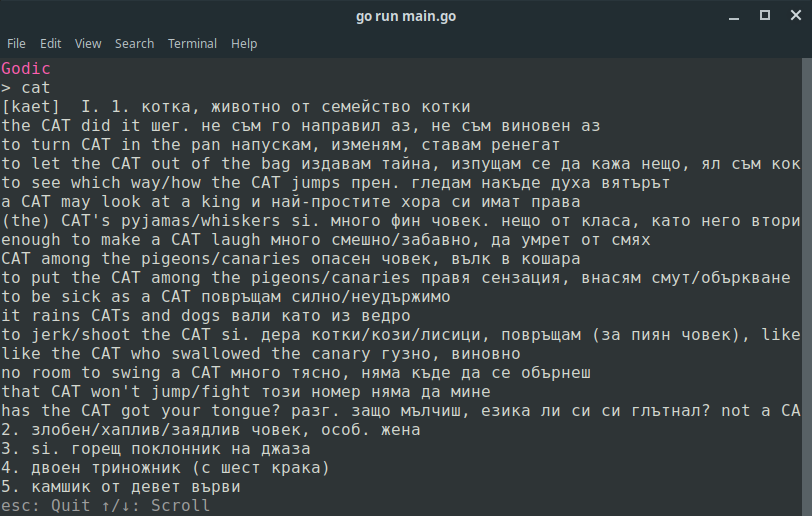 go run main.go
File Edit View Search Terminal Help
Godic
> cat
[kaet]  I. 1. котка, животно от семейство котки
the CAT did it шег. не съм го направил аз, не съм виновен аз
to turn CAT in the pan напускам, изменям, ставам ренегат
to let the CAT out of the bag издавам тайна, изпущам се да кажа нещо, ял съм кок
to see which way/how the CAT jumps прен. гледам накъде духа вятърът
a CAT may look at a king и най-простите хора си имат права
(the) CAT's pyjamas/whiskers si. много фин човек. нещо от класа, като него втори
enough to make a CAT laugh много смешно/забавно, да умрет от смях
CAT among the pigeons/canaries опасен човек, вълк в кошара
to put the CAT among the pigeons/canaries правя сензация, внасям смут/объркване
to be sick as a CAT повръщам силно/неудържимо
it rains CATs and dogs вали като из ведро
to jerk/shoot the CAT si. дера котки/кози/лисици, повръщам (за пиян човек), like
like the CAT who swallowed the canary гузно, виновно
no room to swing a CAT много тясно, няма къде да се обърнеш
that CAT won't jump/fight този номер няма да мине
has the CAT got your tongue? разг. защо мълчиш, езика ли си си глътнал? not a CA
2. злобен/хаплив/заядлив човек, особ. жена
3. si. горещ поклонник на джаза
4. двоен триножник (с шест крака)
5. камшик от девет върви
esc: Quit ↑/↓: Scroll